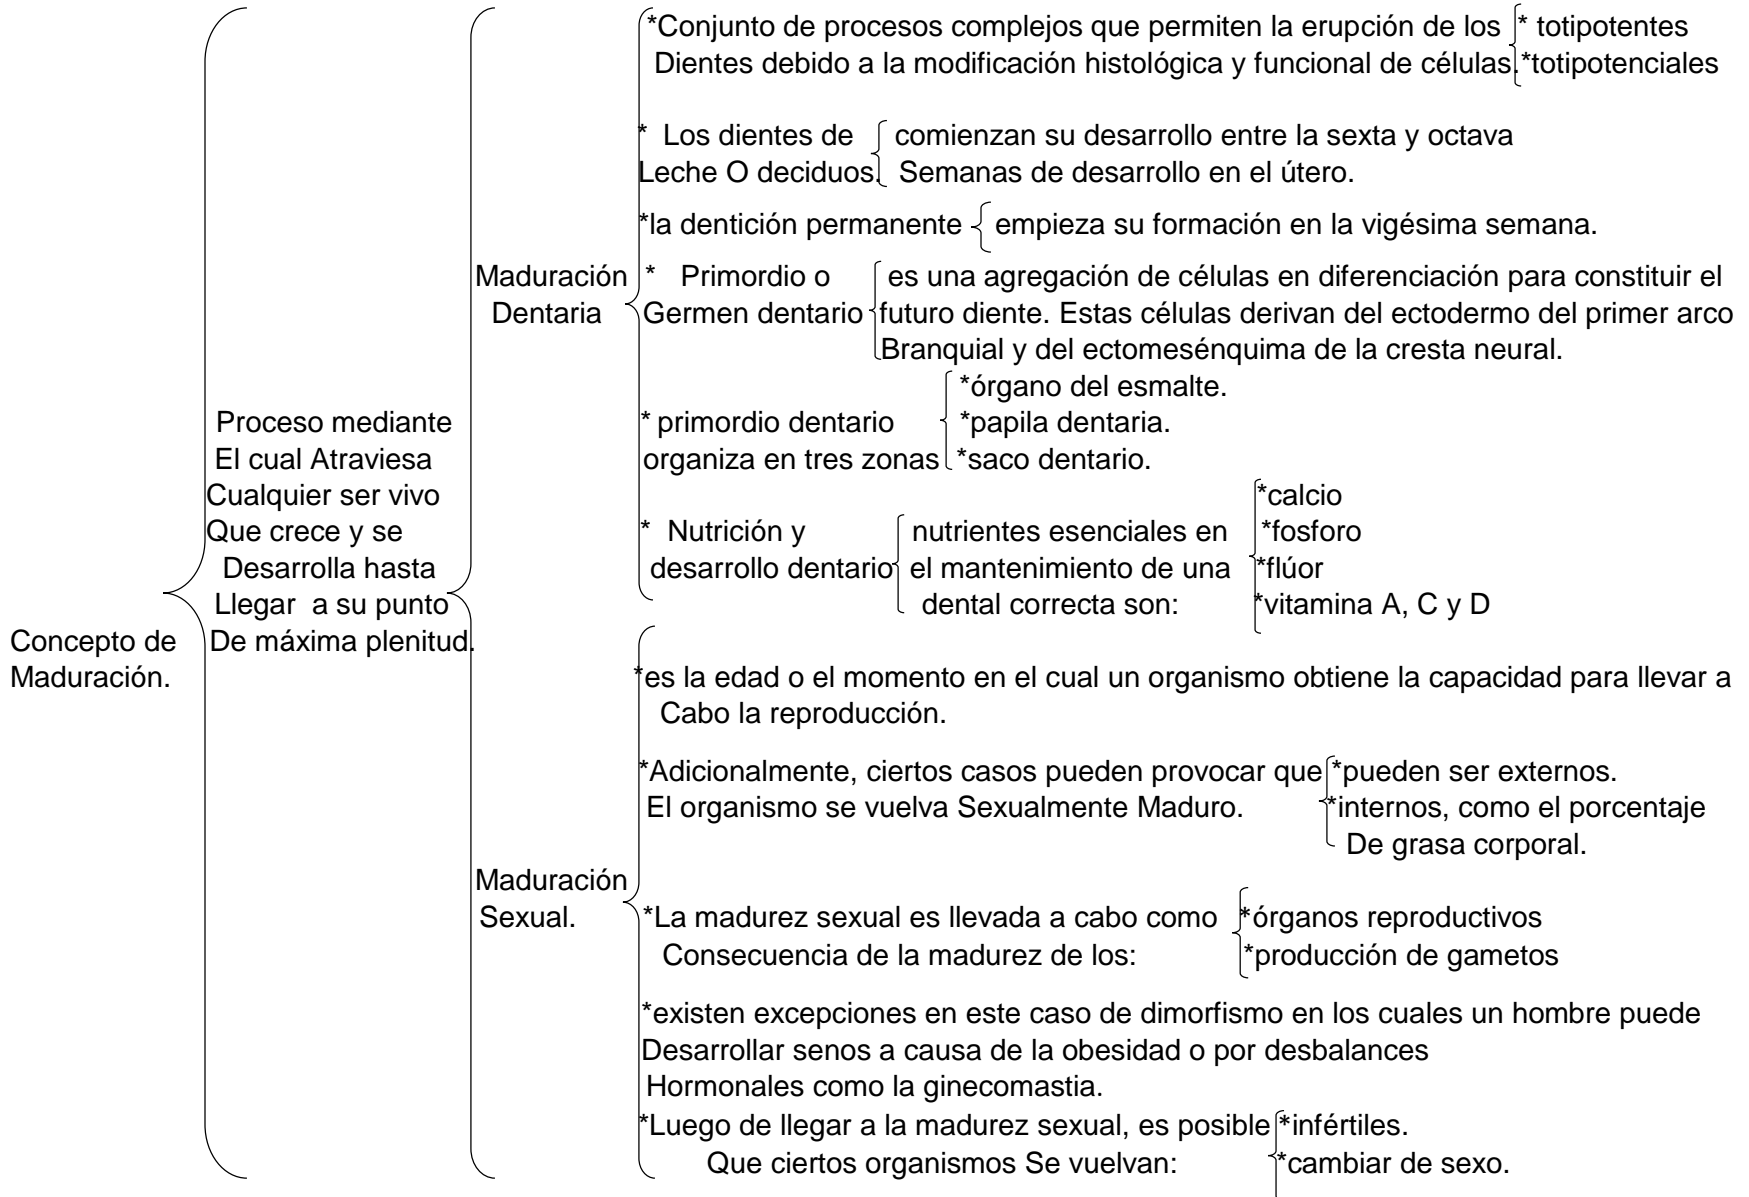 Concepto de
Maduración.
Proceso mediante
El cual Atraviesa
Cualquier ser vivo
Que crece y se
Desarrolla hasta
Llegar a su punto
De máxima plenitud.
Maduración
Dentaria
*Conjunto de procesos complejos que permiten la erupción de los
Dientes debido a la modificación histológica y funcional de células.
* totipotentes
*totipotenciales
* Los dientes de
Leche O deciduos.
comienzan su desarrollo entre la sexta y octava
Semanas de desarrollo en el útero.
*la dentición permanente
empieza su formación en la vigésima semana.
* Primordio o
Germen dentario
es una agregación de células en diferenciación para constituir el
futuro diente. Estas células derivan del ectodermo del primer arco
Branquial y del ectomesénquima de la cresta neural.
* primordio dentario
organiza en tres zonas
*órgano del esmalte.
*papila dentaria.
*saco dentario.
* Nutrición y
desarrollo dentario
nutrientes esenciales en
el mantenimiento de una
dental correcta son:
*calcio
*fosforo
*flúor
*vitamina A, C y D
Maduración
Sexual.
*es la edad o el momento en el cual un organismo obtiene la capacidad para llevar a
Cabo la reproducción.
*Adicionalmente, ciertos casos pueden provocar que
El organismo se vuelva Sexualmente Maduro.
*pueden ser externos.
*internos, como el porcentaje
De grasa corporal.
*La madurez sexual es llevada a cabo como
Consecuencia de la madurez de los:
*órganos reproductivos
*producción de gametos
*existen excepciones en este caso de dimorfismo en los cuales un hombre puede
Desarrollar senos a causa de la obesidad o por desbalances
Hormonales como la ginecomastia.
*Luego de llegar a la madurez sexual, es posible
Que ciertos organismos Se vuelvan:
*infértiles.
*cambiar de sexo.